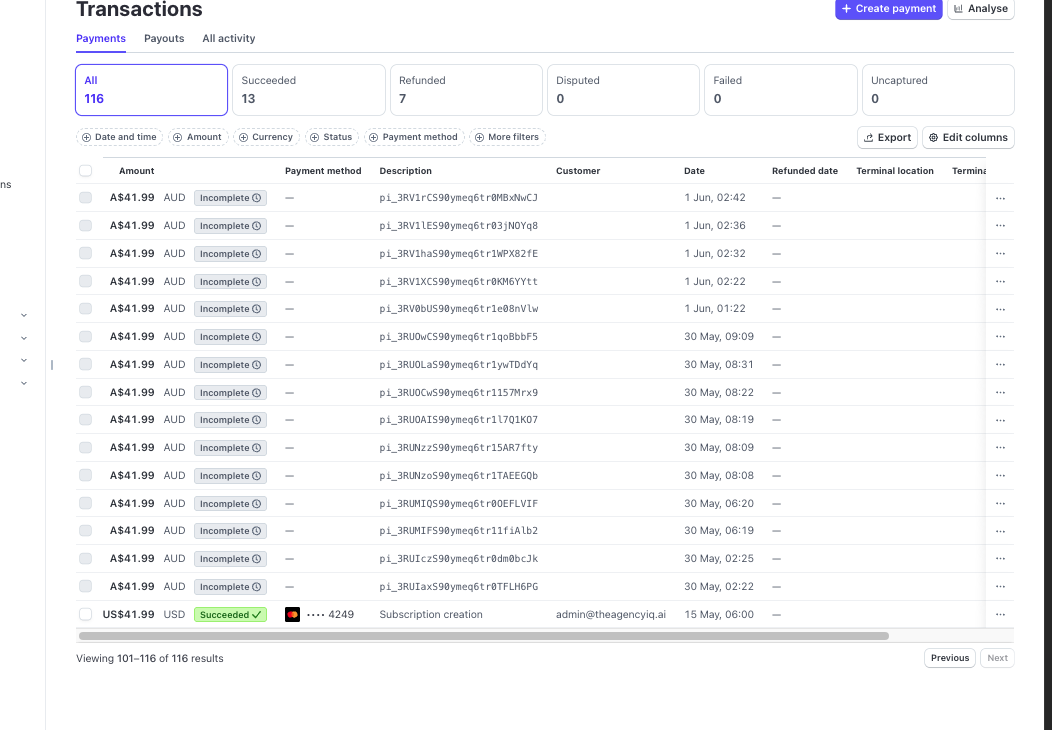 Transactions
+ Create payment
Analyse
Payments Payouts All activity
All Succeeded Refunded Disputed Failed Uncaptured
116 13 7 0 0 0
Date and time Amount Currency Status Payment method More filters
Export Edit columns
Amount Payment method Description Customer Date Refunded date Terminal location Termina
ns
A$41.99 AUD Incomplete — pi_3RV1rCS90ymeq6tr0MBxNwCJ 1 Jun, 02:42 — ...
A$41.99 AUD Incomplete — pi_3RV1lES90ymeq6tr03jNOYq8 1 Jun, 02:36 — ...
A$41.99 AUD Incomplete — pi_3RV1haS90ymeq6tr1WPX82fE 1 Jun, 02:32 — ...
A$41.99 AUD Incomplete — pi_3RV1XCS90ymeq6tr0KM6YYtt 1 Jun, 02:22 — ...
A$41.99 AUD Incomplete — pi_3RV0bUS90ymeq6tr1e08nVlw 1 Jun, 01:22 — ...
A$41.99 AUD Incomplete — pi_3RUOwCS90ymeq6tr1qoBbbF5 30 May, 09:09 — ...
A$41.99 AUD Incomplete — pi_3RUOLaS90ymeq6tr1ywTDdYq 30 May, 08:31 — ...
A$41.99 AUD Incomplete — pi_3RUOCwS90ymeq6tr1157Mrx9 30 May, 08:22 — ...
A$41.99 AUD Incomplete — pi_3RUOAIS90ymeq6tr1l7Q1KO7 30 May, 08:19 — ...
A$41.99 AUD Incomplete — pi_3RUNzzS90ymeq6tr15AR7fty 30 May, 08:09 — ...
A$41.99 AUD Incomplete — pi_3RUNzoS90ymeq6tr1TAEEGQb 30 May, 08:08 — ...
A$41.99 AUD Incomplete — pi_3RUMIQS90ymeq6tr0OEFLVIF 30 May, 06:20 — ...
A$41.99 AUD Incomplete — pi_3RUMIFS90ymeq6tr11fiAlb2 30 May, 06:19 — ...
A$41.99 AUD Incomplete — pi_3RUIczS90ymeq6tr0dm0bcJk 30 May, 02:25 — ...
A$41.99 AUD Incomplete — pi_3RUIaxS90ymeq6tr0TFLH6PG 30 May, 02:22 — ...
US$41.99 USD Succeeded ✓ •••• 4249 Subscription creation admin@theagencyiq.ai 15 May, 06:00 — ...
Viewing 101–116 of 116 results
Previous Next